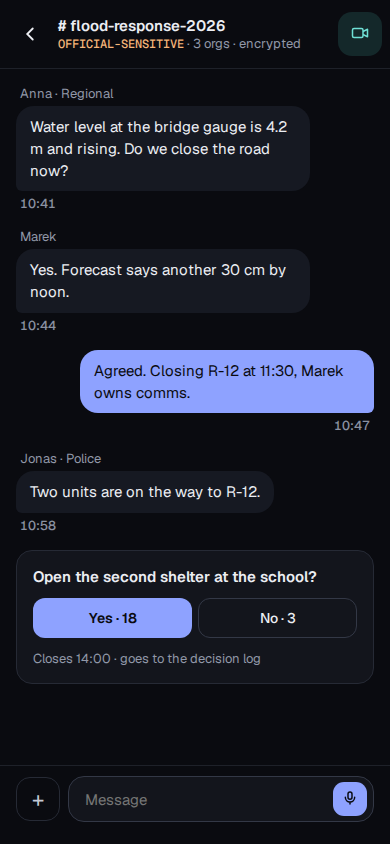 # flood-response-2026
OFFICIAL-SENSITIVE · 3 orgs · encrypted
Anna · Regional
Water level at the bridge gauge is 4.2
m and rising. Do we close the road
now?
10:41
Marek
Yes. Forecast says another 30 cm by
noon.
10:44
Agreed. Closing R-12 at 11:30, Marek
owns comms.
10:47
Jonas · Police
Two units are on the way to R-12.
10:58
Open the second shelter at the school?
Yes · 18
No · 3
Closes 14:00 · goes to the decision log
+
Message